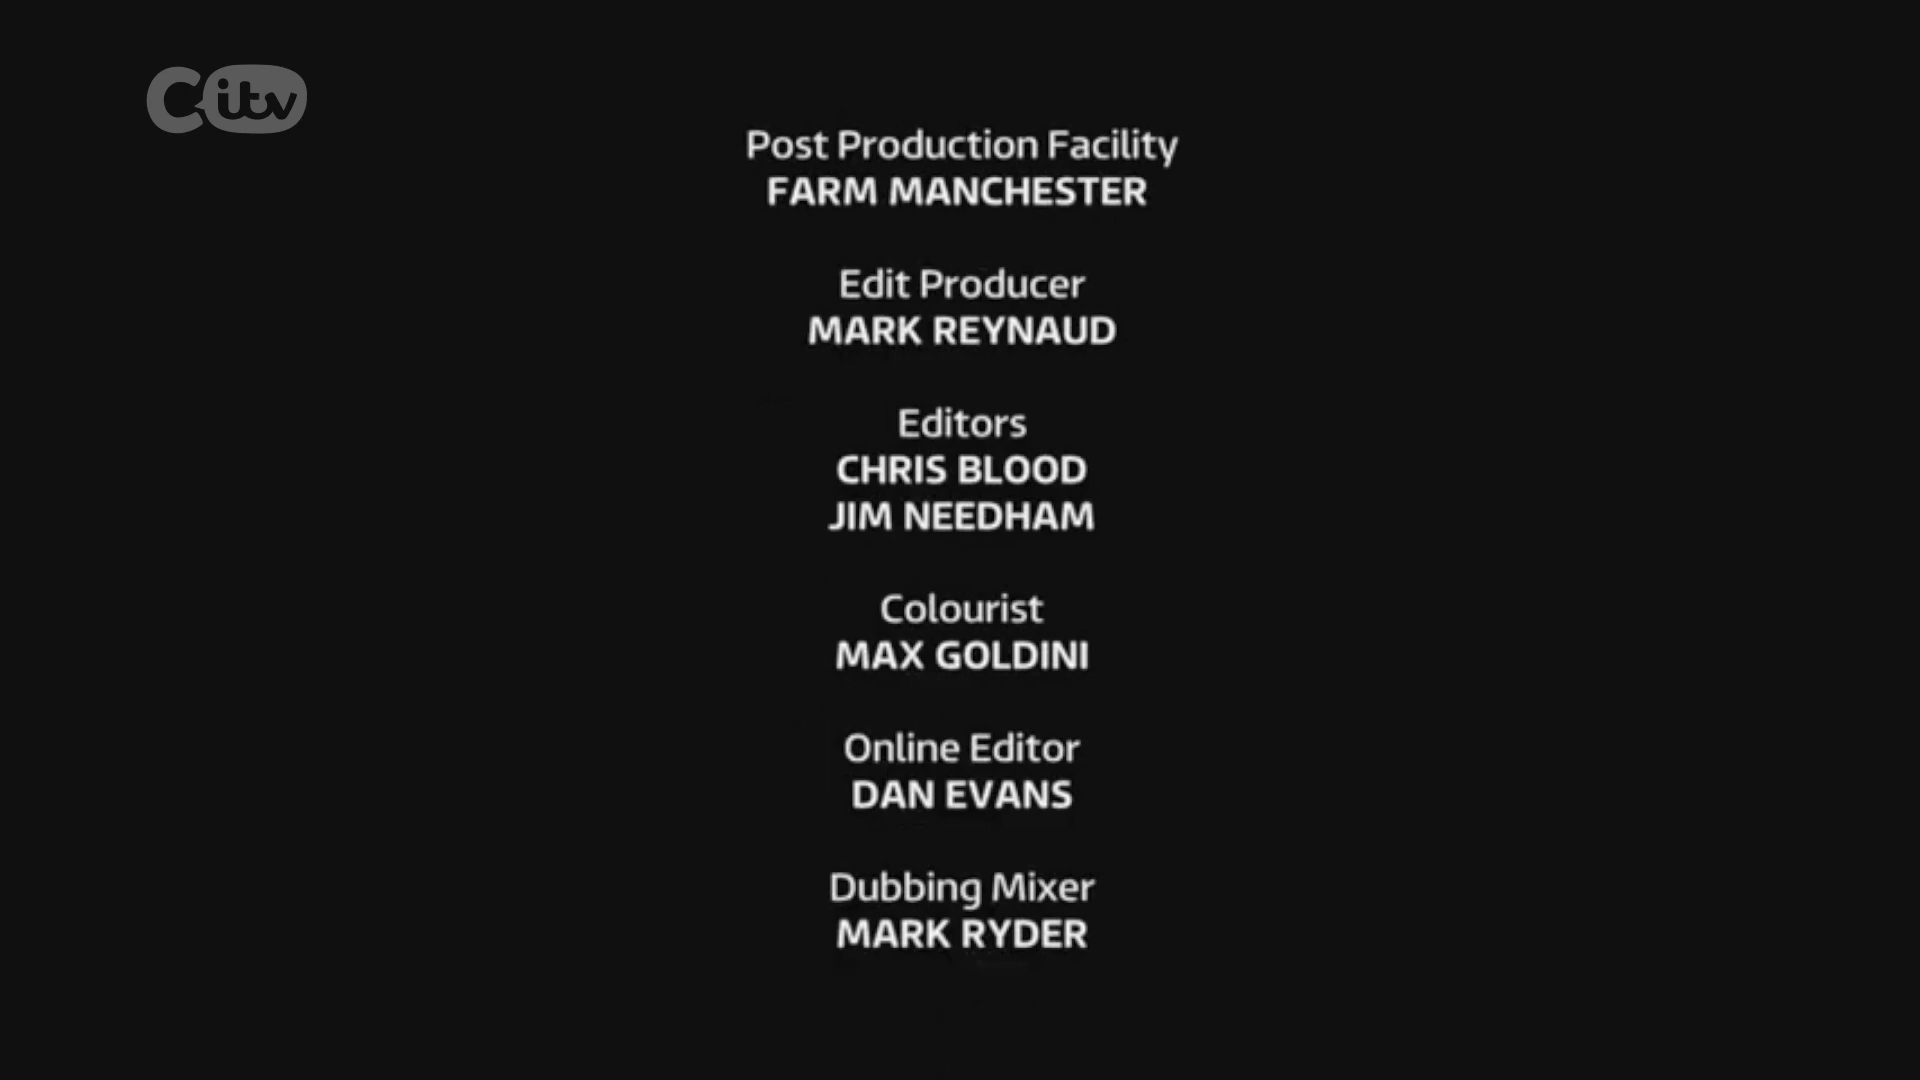 Citv
Post Production Facility
FARM MANCHESTER
Edit Producer
MARK REYNAUD
Editors
CHRIS BLOOD
JIM NEEDHAM
Colourist
MAX GOLDINI
Online Editor
DAN EVANS
Dubbing Mixer
MARK RYDER